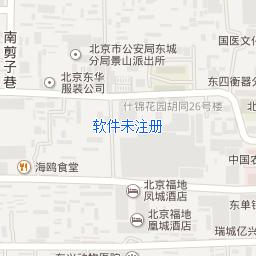 国医文化
南剪子巷
北京市公安局东城
分局景山派出所
北京东华
服装公司
东四衡器
什锦花园胡同26号楼
软件未注册
海鸥食堂
中国
北京福地
凤城酒店
东单
北京福地
凰城酒店
瑞城亿兴